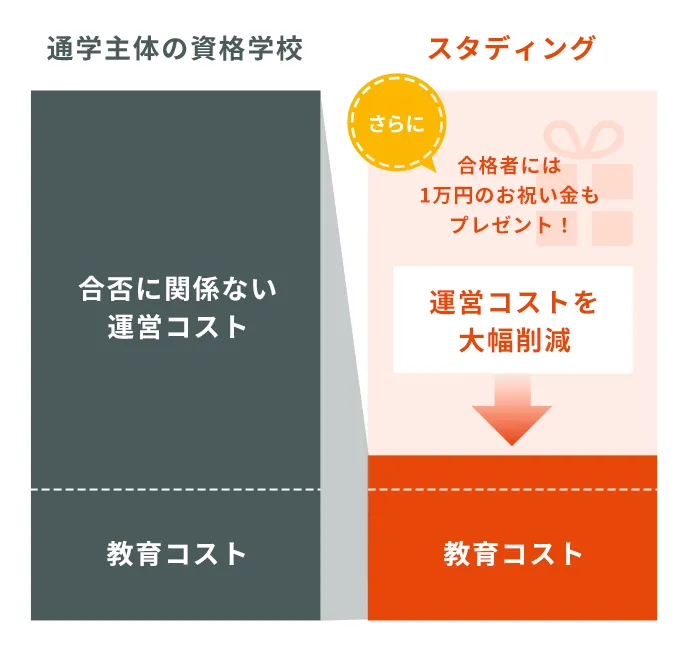 通学主体の資格学校
スタディング
さらに
合格者には
1万円のお祝い金も
プレゼント！
合否に関係ない
運営コスト
運営コストを
大幅削減
教育コスト
教育コスト